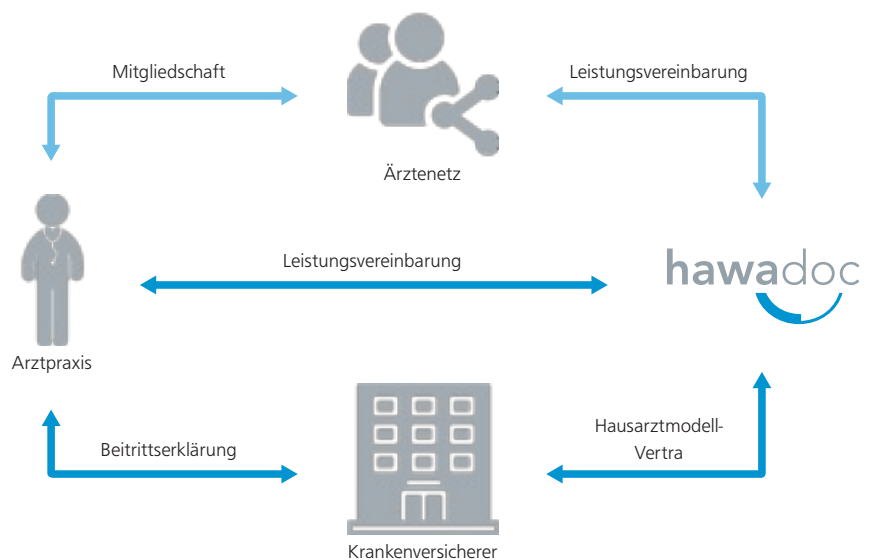 Mitgliedschaft
Leistungsvereinbarung
Ärztenetz
Leistungsvereinbarung
hawadoc
Arztpraxis
Beitrittserklärung
Hausarztmodell-
Vertra
Krankenversicherer